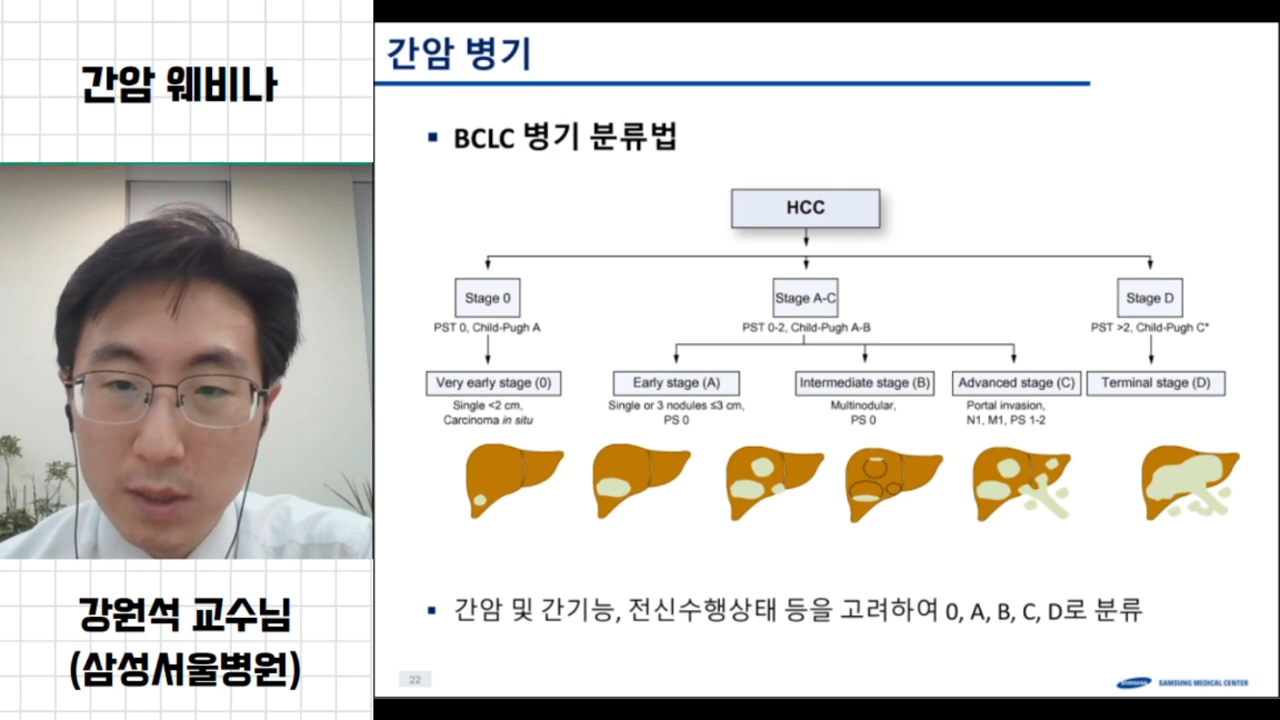 간암 웨비나
강원석 교수님
(삼성서울병원)
간암 병기
▪ BCLC 병기 분류법
HCC
Stage 0
PST 0, Child-Pugh A
Stage A-C
PST 0-2, Child-Pugh A-B
Stage D
PST >2, Child-Pugh C*
Very early stage (0)
Single <2 cm,
Carcinoma in situ
Early stage (A)
Single or 3 nodules ≤3 cm,
PS 0
Intermediate stage (B)
Multinodular,
PS 0
Advanced stage (C)
Portal invasion,
N1, M1, PS 1-2
Terminal stage (D)
▪ 간암 및 간기능, 전신수행상태 등을 고려하여 0, A, B, C, D로 분류
22
SAMSUNG SAMSUNG MEDICAL CENTER